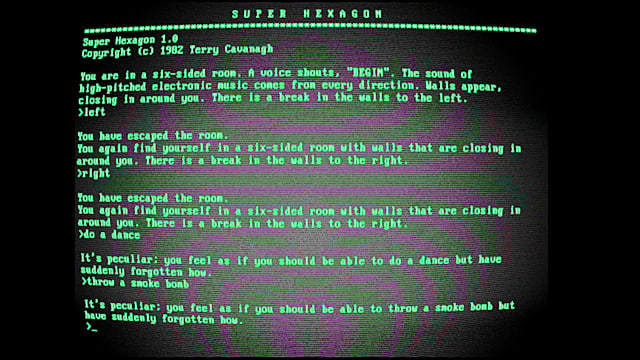 SUPER HEXAGON
Super Hexagon 1.0
Copyright (c) 1982 Terry Cavanagh
You are in a six-sided room. A voice shouts, "BEGIN". The sound of
high-pitched electronic music comes from every direction. Walls appear,
closing in around you. There is a break in the walls to the left.
>left
You have escaped the room.
You again find yourself in a six-sided room with walls that are closing in
around you. There is a break in the walls to the right.
>right
You have escaped the room.
You again find yourself in a six-sided room with walls that are closing in
around you. There is a break in the walls to the right.
>do a dance
It's peculiar; you feel as if you should be able to do a dance but have
suddenly forgotten how.
>throw a smoke bomb
It's peculiar; you feel as if you should be able to throw a smoke bomb but
have suddenly forgotten how.
>_